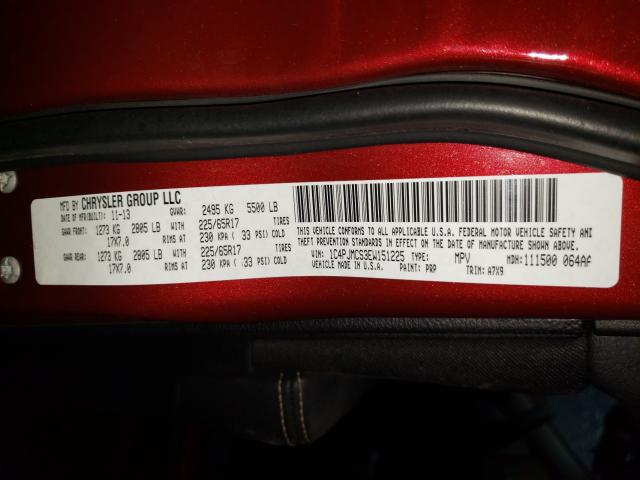 MFD BY CHRYSLER GROUP LLC
DATE OF MFR(BUILT): 11-13 GVWR: 2495 KG 5500 LB
GAWR FRONT: 1273 KG 2805 LB WITH 225/65R17 TIRES
17X7.0 RIMS AT 230 KPA ( 33 PSI) COLD
GAWR REAR: 1273 KG 2805 LB WITH 225/65R17 TIRES
17X7.0 RIMS AT 230 KPA ( 33 PSI) COLD
THIS VEHICLE CONFORMS TO ALL APPLICABLE U.S.A. FEDERAL MOTOR VEHICLE SAFETY AND
THEFT PREVENTION STANDARDS IN EFFECT ON THE DATE OF MANUFACTURE SHOWN ABOVE.
VIN: 1C4PJMCS3EW151225 TYPE: MPV MDH: 111500 064AF
VEHICLE MADE IN U.S.A. PAINT: PRP TRIM: A7X9